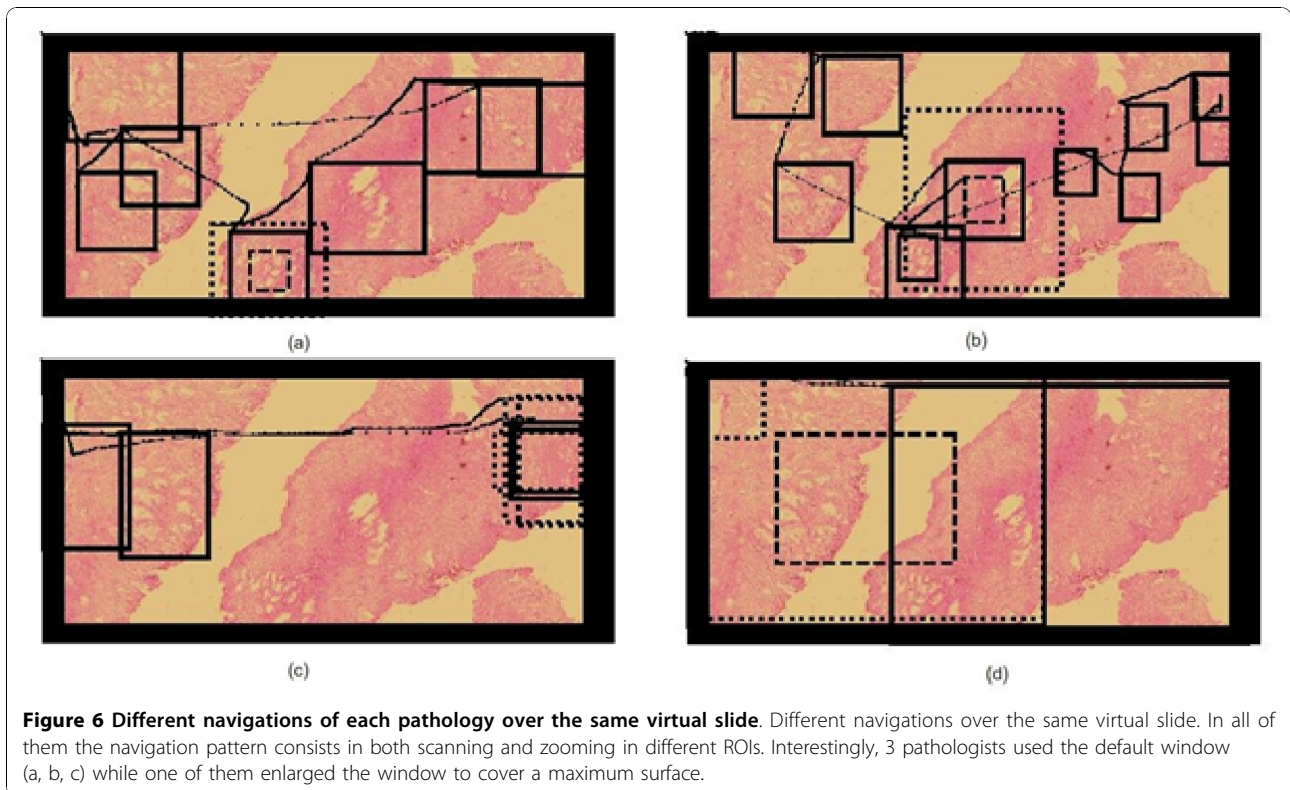 (a)
(b)
(c)
(d)
Figure 6 Different navigations of each pathology over the same virtual slide. Different navigations over the same virtual slide. In all of
them the navigation pattern consists in both scanning and zooming in different ROIs. Interestingly, 3 pathologists used the default window
(a, b, c) while one of them enlarged the window to cover a maximum surface.